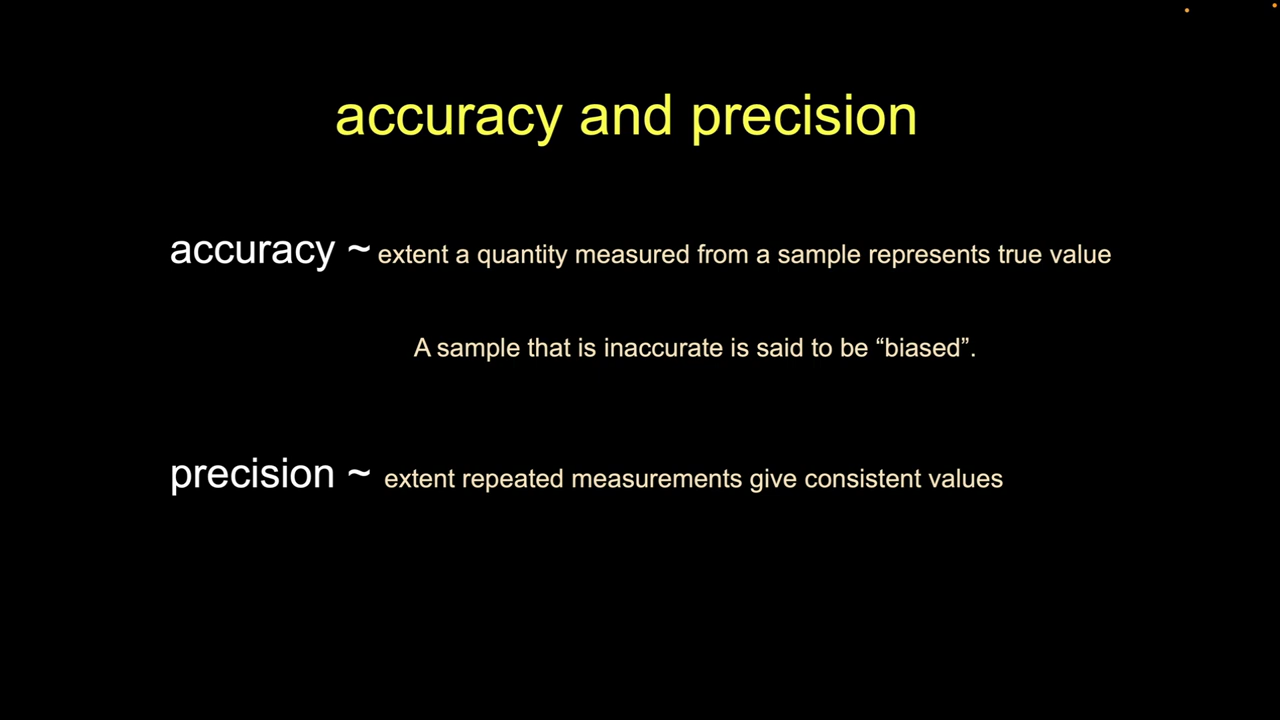 accuracy and precision
accuracy ~ extent a quantity measured from a sample represents true value
A sample that is inaccurate is said to be “biased”.
precision ~ extent repeated measurements give consistent values